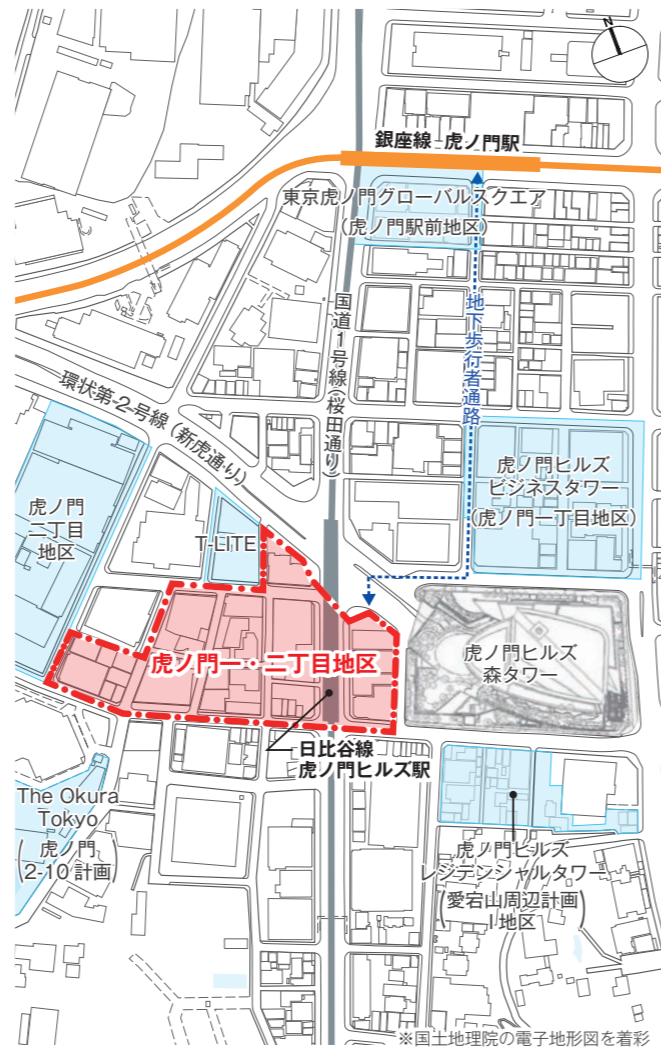 N
銀座線 虎ノ門駅
東京虎ノ門グローバルスクエア
(虎ノ門駅前地区)
国道1号線(桜田通り)
地下歩行者通路
環状第2号線(新虎通り)
虎ノ門
二丁目
地区
T-LITE
虎ノ門ヒルズ
ビジネスタワー
(虎ノ門一丁目地区)
虎ノ門一・二丁目地区
虎ノ門ヒルズ
森タワー
日比谷線
虎ノ門ヒルズ駅
The Okura
Tokyo
(虎ノ門
2-10計画)
虎ノ門ヒルズ
レジデンシャルタワー
(愛宕山周辺計画
I地区)
※国土地理院の電子地形図を着彩